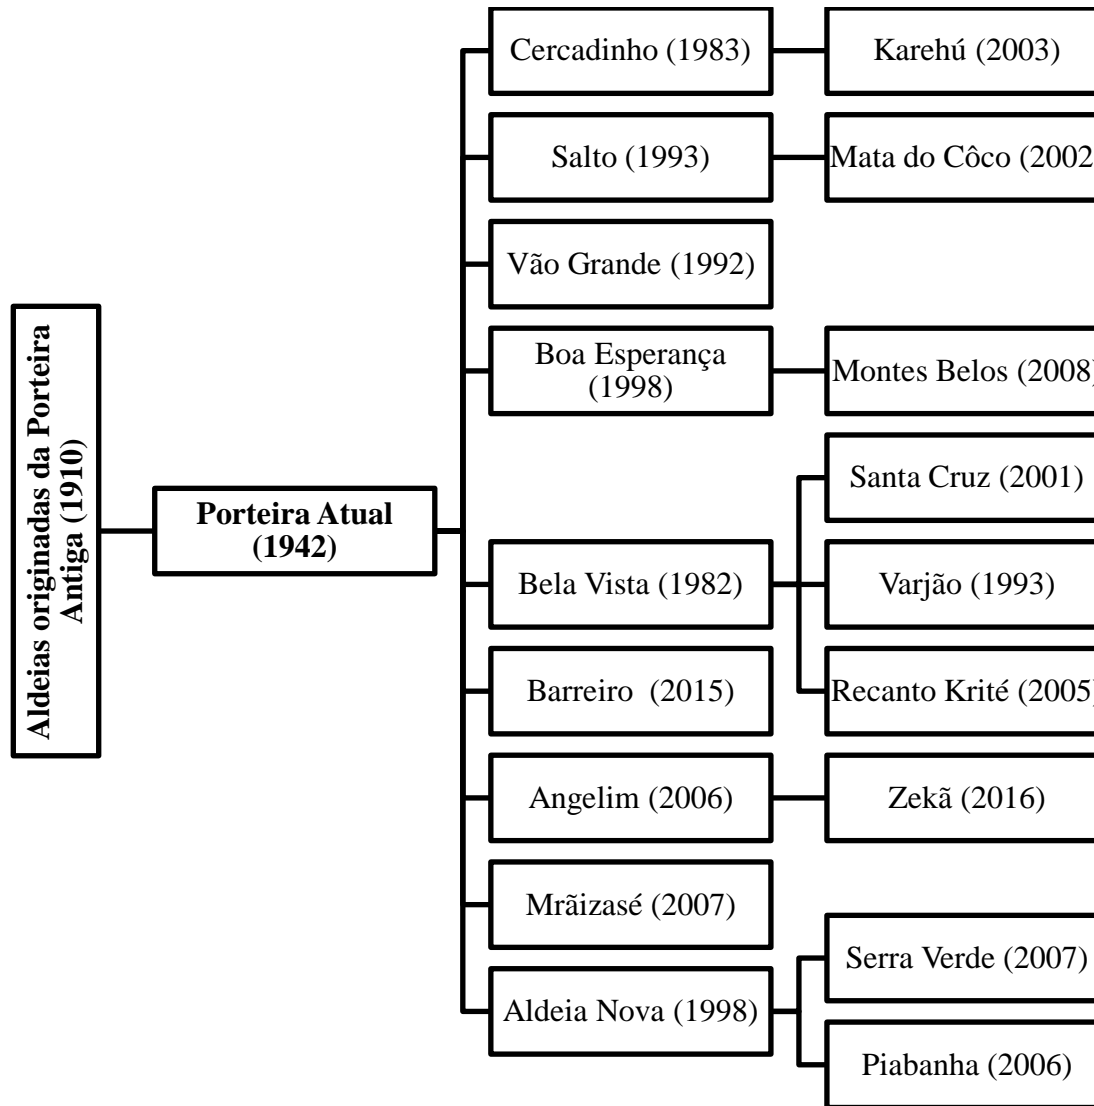 Aldeias originadas da Porteira
Antiga (1910)
Porteira Atual
(1942)
Cercadinho (1983)
Karehú (2003)
Salto (1993)
Mata do Côco (2002
Vão Grande (1992)
Boa Esperança
(1998)
Montes Belos (2008)
Bela Vista (1982)
Santa Cruz (2001)
Varjão (1993)
Recanto Krité (2005)
Barreiro  (2015)
Angelim (2006)
Zekã (2016)
Mrãizasé (2007)
Aldeia Nova (1998)
Serra Verde (2007)
Piabanha (2006)